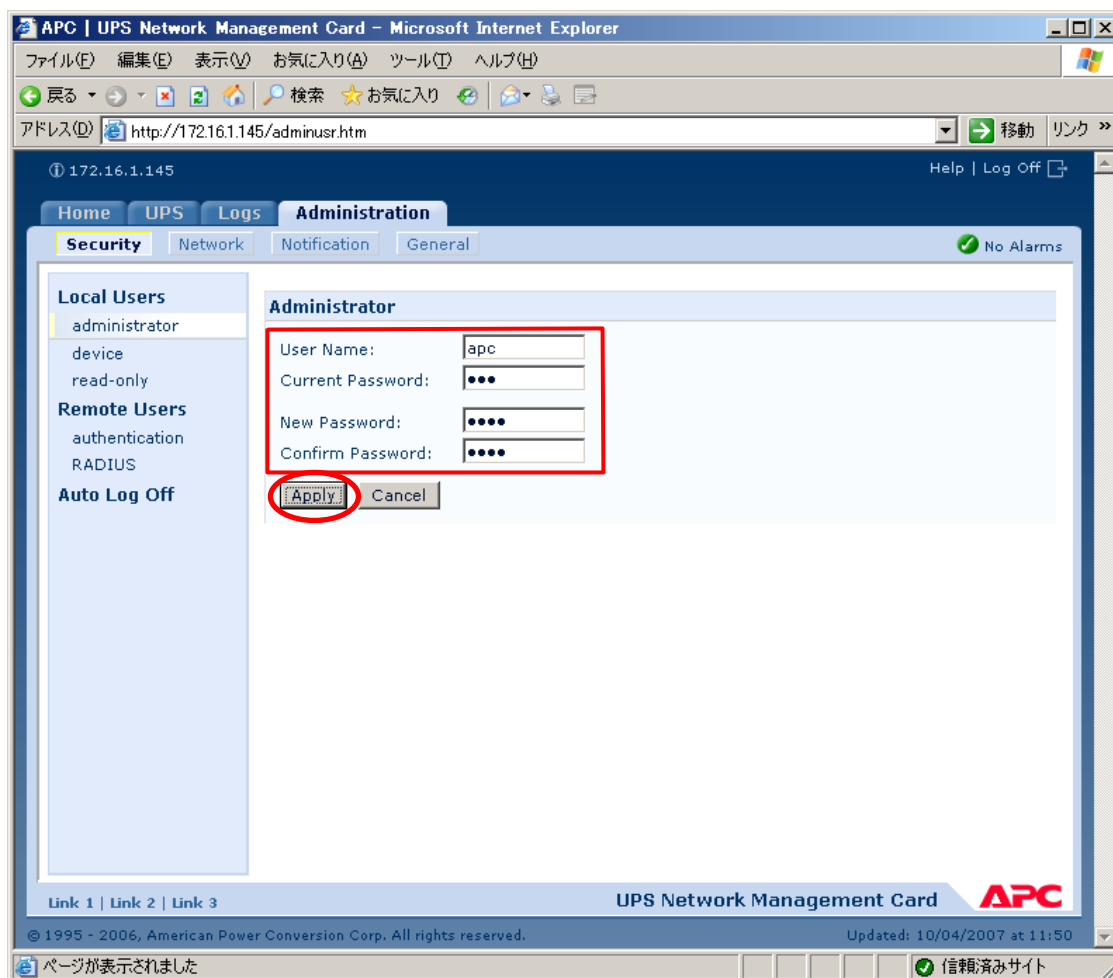 APC | UPS Network Management Card - Microsoft Internet Explorer
ファイル(F) 編集(E) 表示(V) お気に入り(A) ツール(T) ヘルプ(H)
戻る 検索 お気に入り
アドレス(D) http://172.16.1.145/adminusr.htm 移動 リンク »
172.16.1.145 Help | Log Off
Home UPS Logs Administration
Security Network Notification General No Alarms
Local Users
administrator
device
read-only
Remote Users
authentication
RADIUS
Auto Log Off
Administrator
User Name: apc
Current Password: •••
New Password: ••••
Confirm Password: ••••
Apply Cancel
Link 1 | Link 2 | Link 3 UPS Network Management Card APC
© 1995 - 2006, American Power Conversion Corp. All rights reserved. Updated: 10/04/2007 at 11:50
ページが表示されました 信頼済みサイト